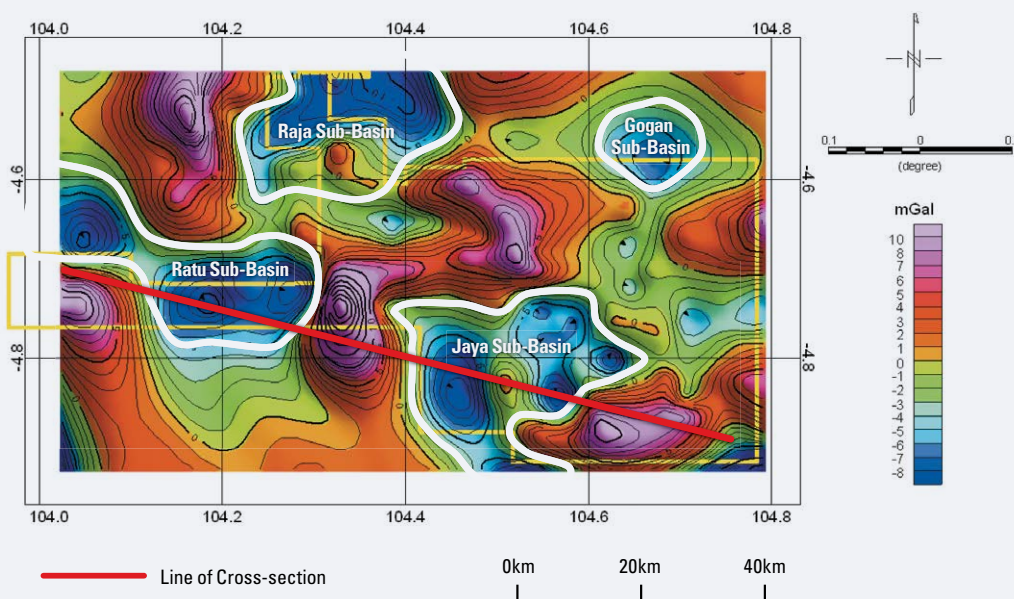 104.0 104.2 104.4 104.6 104.8
N
Raja Sub-Basin
Gogan
Sub-Basin
0.1 0 0.
(degree)
-4.6 -4.6
mGal
10
8
7
6
5
4
3
2
1
0
-1
-2
-3
-4
-5
-6
-7
-8
Ratu Sub-Basin
Jaya Sub-Basin
-4.8 -4.8
104.0 104.2 104.4 104.6 104.8
Line of Cross-section
0km 20km 40km